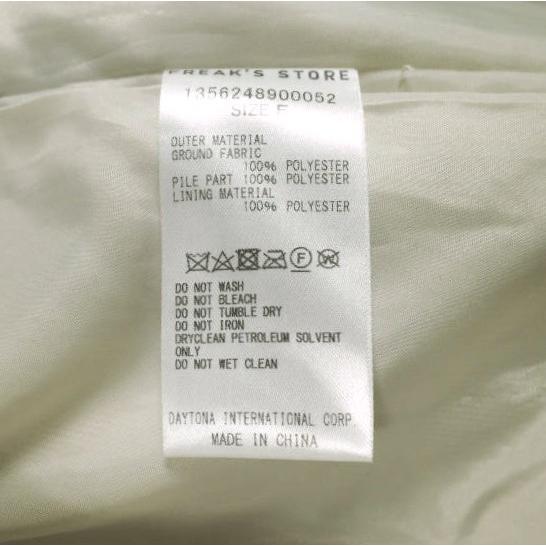 FREAK'S STORE
1356248900052
SIZE F
OUTER MATERIAL
GROUND FABRIC
100% POLYESTER
PILE PART 100% POLYESTER
LINING MATERIAL
100% POLYESTER
F W
DO NOT WASH
DO NOT BLEACH
DO NOT TUMBLE DRY
DO NOT IRON
DRYCLEAN PETROLEUM SOLVENT
ONLY
DO NOT WET CLEAN
DAYTONA INTERNATIONAL CORP.
MADE IN CHINA